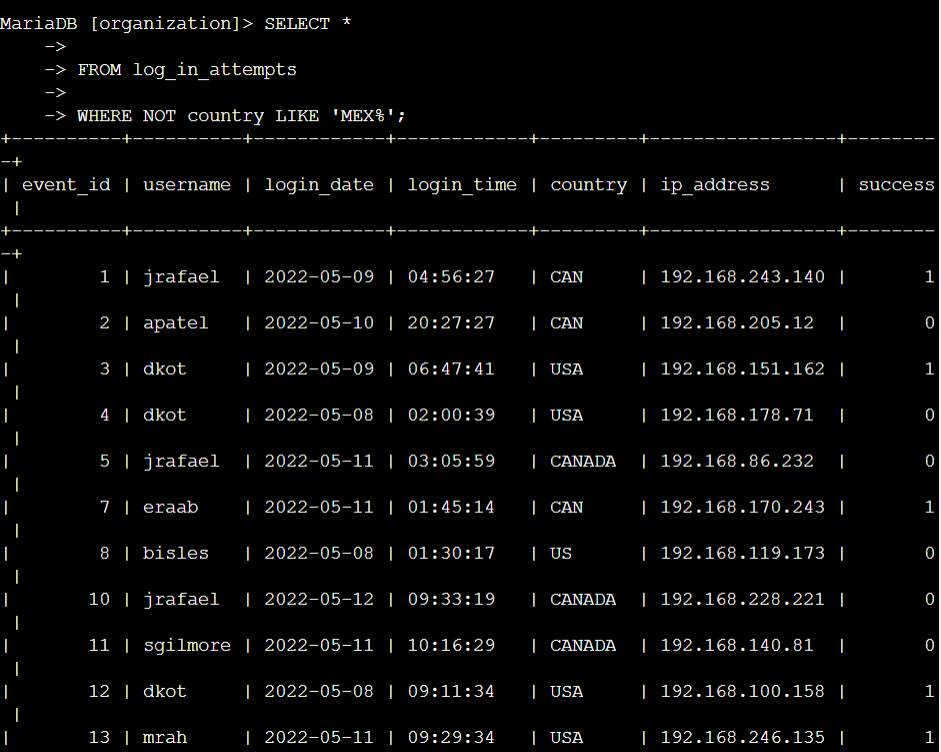 MariaDB [organization]> SELECT *
    ->
    -> FROM log_in_attempts
    ->
    -> WHERE NOT country LIKE 'MEX%';
+----------+----------+------------+------------+---------+-----------------+--------
-+
| event_id | username | login_date | login_time | country | ip_address      | success
 |
+----------+----------+------------+------------+---------+-----------------+--------
-+
|        1 | jrafael  | 2022-05-09 | 04:56:27   | CAN     | 192.168.243.140 |       1
 |
|        2 | apatel   | 2022-05-10 | 20:27:27   | CAN     | 192.168.205.12  |       0
 |
|        3 | dkot     | 2022-05-09 | 06:47:41   | USA     | 192.168.151.162 |       1
 |
|        4 | dkot     | 2022-05-08 | 02:00:39   | USA     | 192.168.178.71  |       0
 |
|        5 | jrafael  | 2022-05-11 | 03:05:59   | CANADA  | 192.168.86.232  |       0
 |
|        7 | eraab    | 2022-05-11 | 01:45:14   | CAN     | 192.168.170.243 |       1
 |
|        8 | bisles   | 2022-05-08 | 01:30:17   | US      | 192.168.119.173 |       0
 |
|       10 | jrafael  | 2022-05-12 | 09:33:19   | CANADA  | 192.168.228.221 |       0
 |
|       11 | sgilmore | 2022-05-11 | 10:16:29   | CANADA  | 192.168.140.81  |       0
 |
|       12 | dkot     | 2022-05-08 | 09:11:34   | USA     | 192.168.100.158 |       1
 |
|       13 | mrah     | 2022-05-11 | 09:29:34   | USA     | 192.168.246.135 |       1